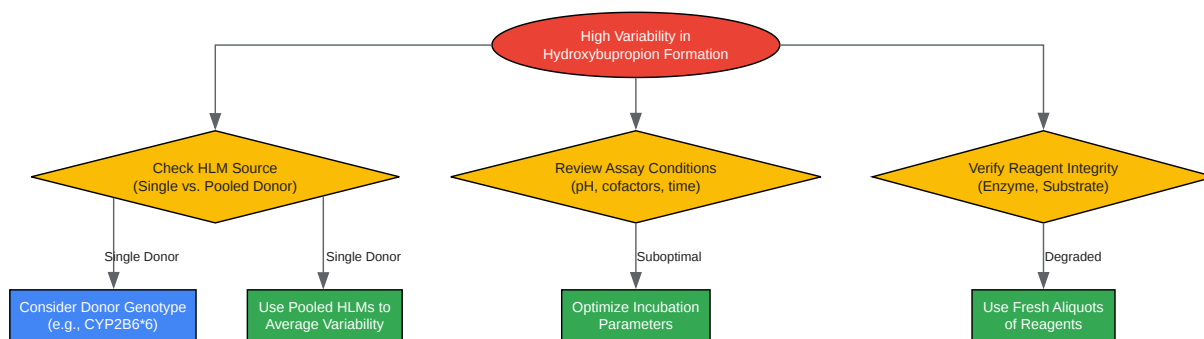 High Variability in
Hydroxybupropion Formation
Check HLM Source
(Single vs. Pooled Donor)
Review Assay Conditions
(pH, cofactors, time)
Verify Reagent Integrity
(Enzyme, Substrate)
Single Donor
Single Donor
Suboptimal
Degraded
Consider Donor Genotype
(e.g., CYP2B6*6)
Use Pooled HLMs to
Average Variability
Optimize Incubation
Parameters
Use Fresh Aliquots
of Reagents